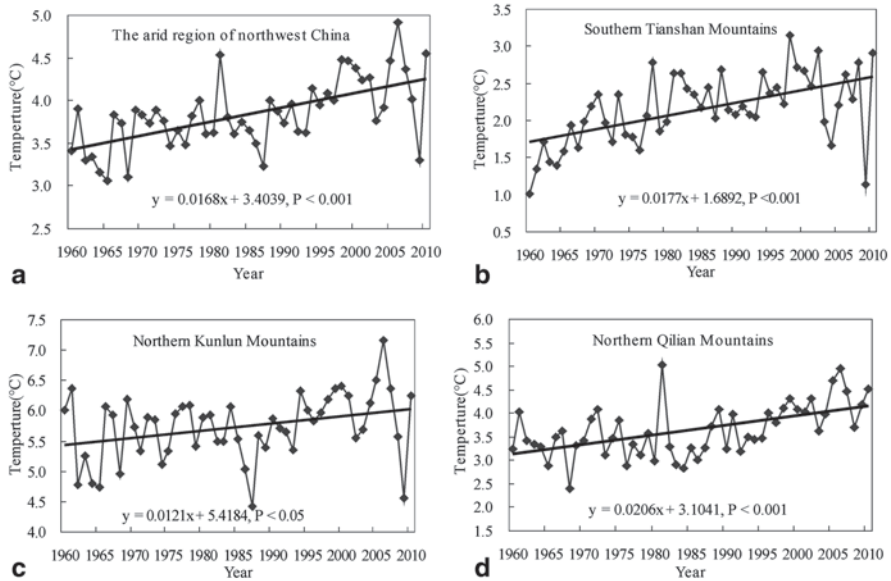 The arid region of northwest China
Temperture(°C)
5.0
4.5
4.0
3.5
3.0
2.5
y = 0.0168x + 3.4039, P < 0.001
1960 1965 1970 1975 1980 1985 1990 1995 2000 2005 2010
Year
a
Southern Tianshan Mountains
Temperture(°C)
3.5
3.0
2.5
2.0
1.5
1.0
0.5
y = 0.0177x + 1.6892, P <0.001
1960 1965 1970 1975 1980 1985 1990 1995 2000 2005 2010
Year
b
Northern Kunlun Mountains
Temperture(°C)
7.5
7.0
6.5
6.0
5.5
5.0
4.5
4.0
y = 0.0121x + 5.4184, P < 0.05
1960 1965 1970 1975 1980 1985 1990 1995 2000 2005 2010
Year
c
Northern Qilian Mountains
Temperture(°C)
6.0
5.5
5.0
4.5
4.0
3.5
3.0
2.5
2.0
1.5
y = 0.0206x + 3.1041, P < 0.001
1960 1965 1970 1975 1980 1985 1990 1995 2000 2005 2010
Year
d